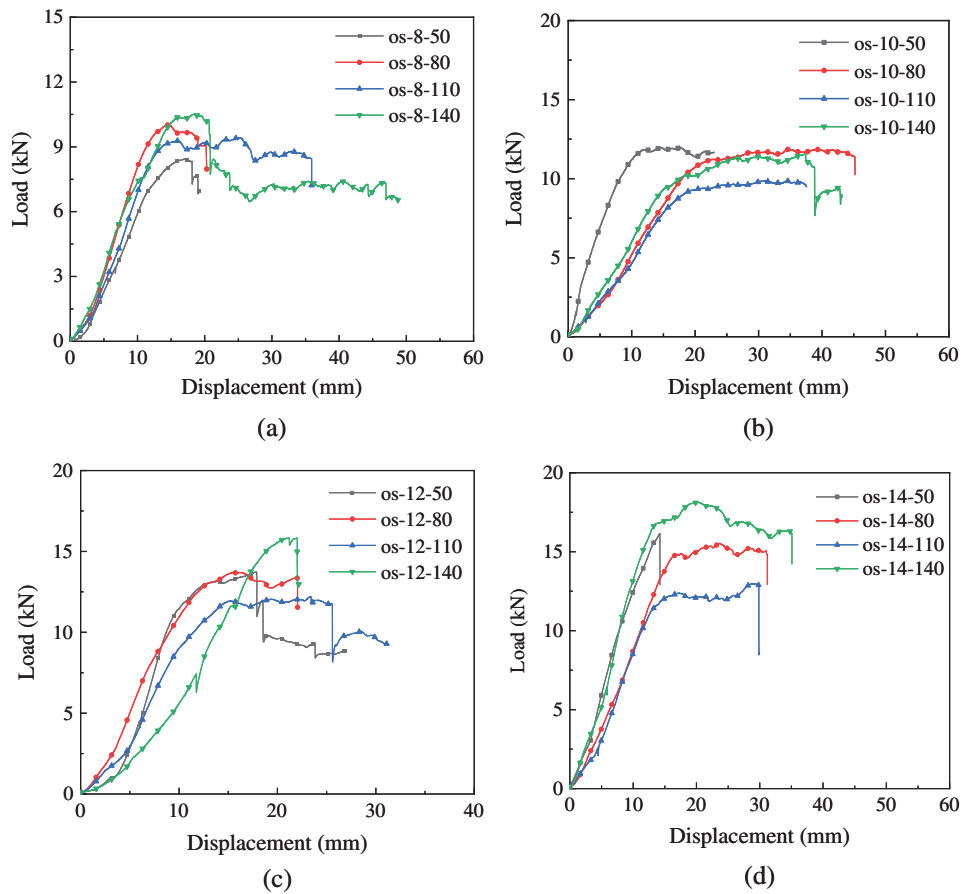 15
12
9
6
3
0
Load (kN)
0 10 20 30 40 50 60
Displacement (mm)
os-8-50
os-8-80
os-8-110
os-8-140
(a)
20
15
10
5
0
Load (kN)
0 10 20 30 40 50 60
Displacement (mm)
os-10-50
os-10-80
os-10-110
os-10-140
(b)
20
15
10
5
0
Load (kN)
0 10 20 30 40
Displacement (mm)
os-12-50
os-12-80
os-12-110
os-12-140
(c)
20
15
10
5
0
Load (kN)
0 10 20 30 40 50 60
Displacement (mm)
os-14-50
os-14-80
os-14-110
os-14-140
(d)